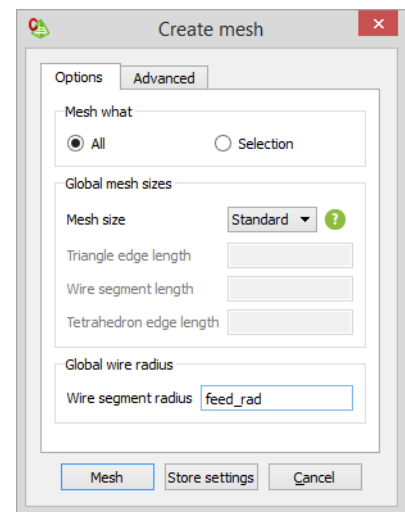 Create mesh
Options Advanced
Mesh what
All Selection
Global mesh sizes
Mesh size Standard ?
Triangle edge length
Wire segment length
Tetrahedron edge length
Global wire radius
Wire segment radius feed_rad
Mesh Store settings Cancel